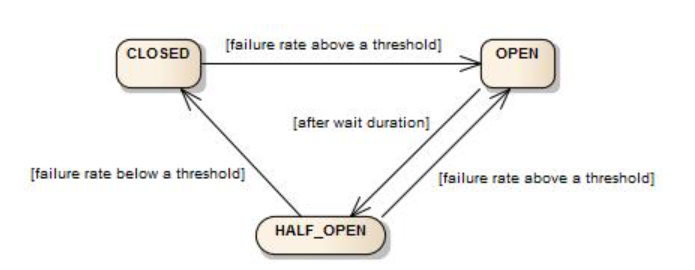 [failure rate above a threshold]
CLOSED
OPEN
[after wait duration]
[failure rate below a threshold]
[failure rate above a threshold]
HALF_OPEN